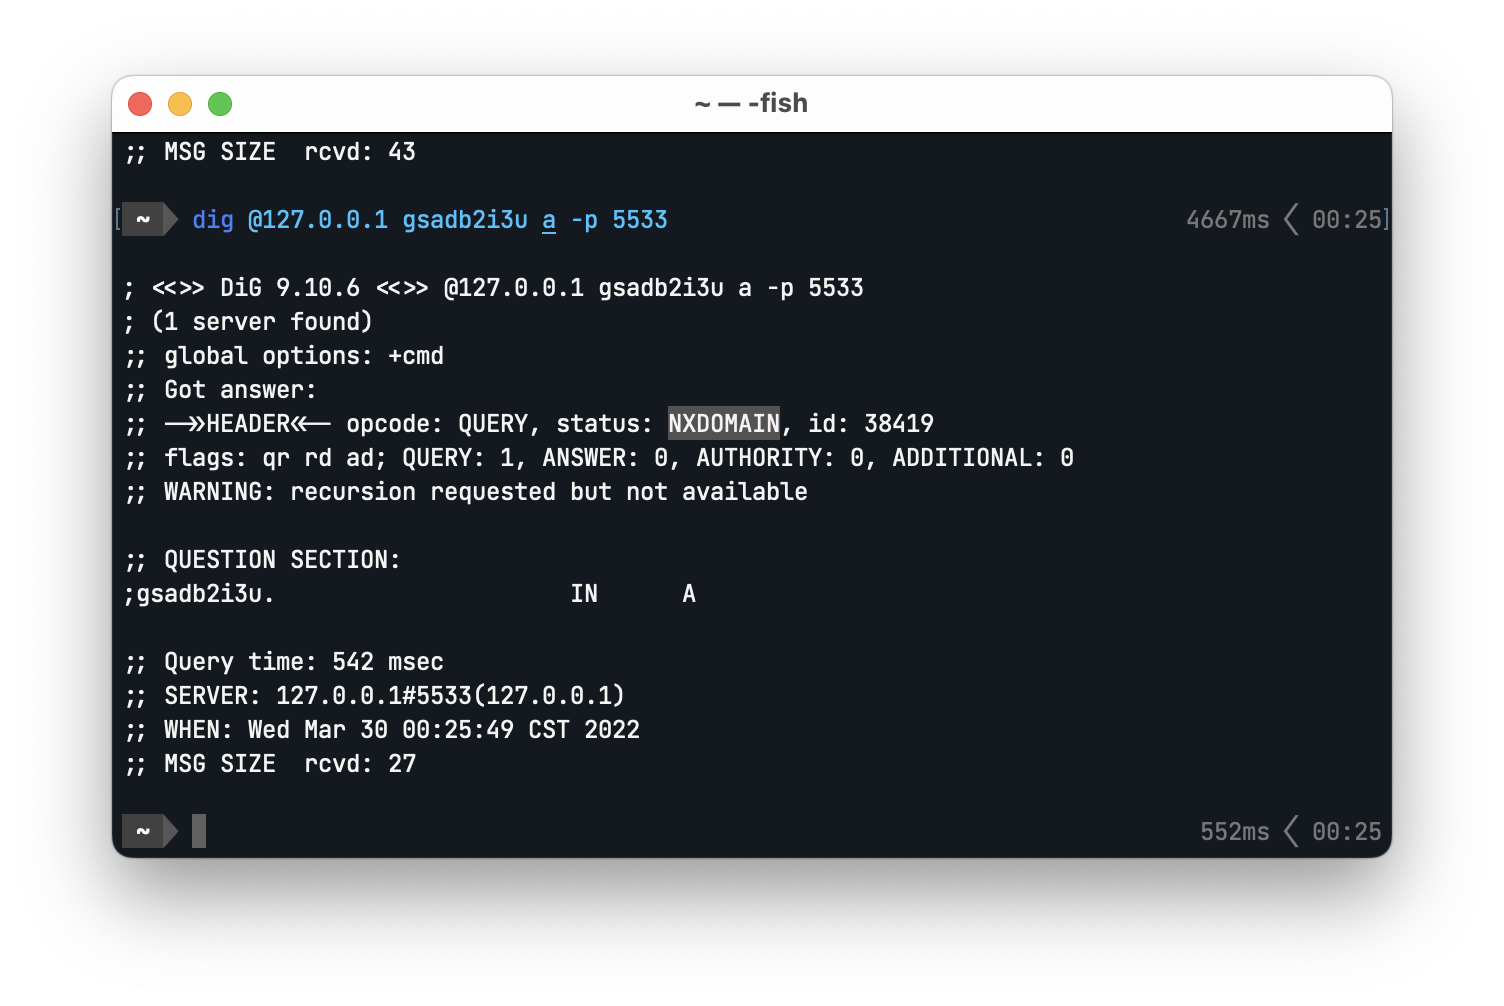 ~ — -fish
;; MSG SIZE  rcvd: 43
[~ dig @127.0.0.1 gsadb2i3u a -p 5533 4667ms 00:25]
; <<>> DiG 9.10.6 <<>> @127.0.0.1 gsadb2i3u a -p 5533
; (1 server found)
;; global options: +cmd
;; Got answer:
;; ->>HEADER<<- opcode: QUERY, status: NXDOMAIN, id: 38419
;; flags: qr rd ad; QUERY: 1, ANSWER: 0, AUTHORITY: 0, ADDITIONAL: 0
;; WARNING: recursion requested but not available
;; QUESTION SECTION:
;gsadb2i3u. IN A
;; Query time: 542 msec
;; SERVER: 127.0.0.1#5533(127.0.0.1)
;; WHEN: Wed Mar 30 00:25:49 CST 2022
;; MSG SIZE  rcvd: 27
~ 552ms 00:25